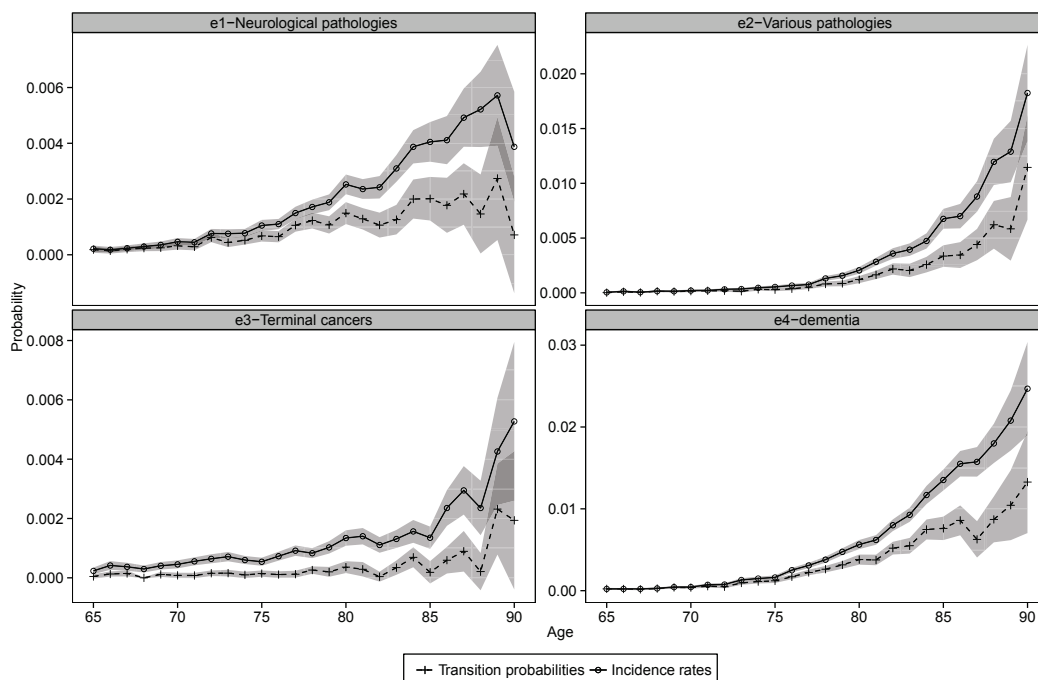 e1−Neurological pathologies
e2−Various pathologies
0.006
0.004
0.002
0.000
0.020
0.015
0.010
0.005
0.000
e3−Terminal cancers
e4−dementia
0.008
0.006
0.004
0.002
0.000
0.03
0.02
0.01
0.00
65 70 75 80 85 90
65 70 75 80 85 90
Probability
Age
Transition probabilities Incidence rates